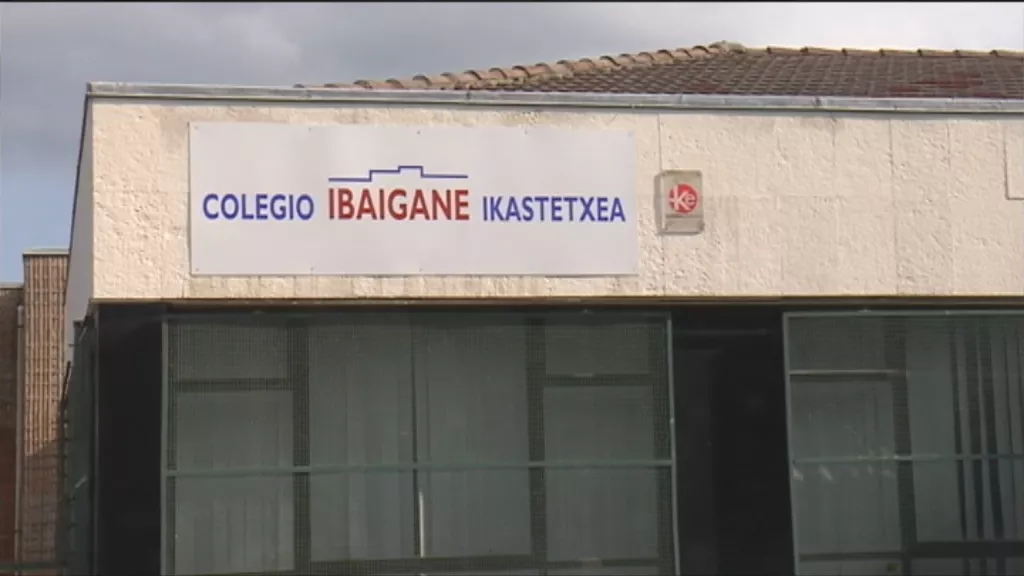 COLEGIO IBAIGANE IKASTETXEA
ke